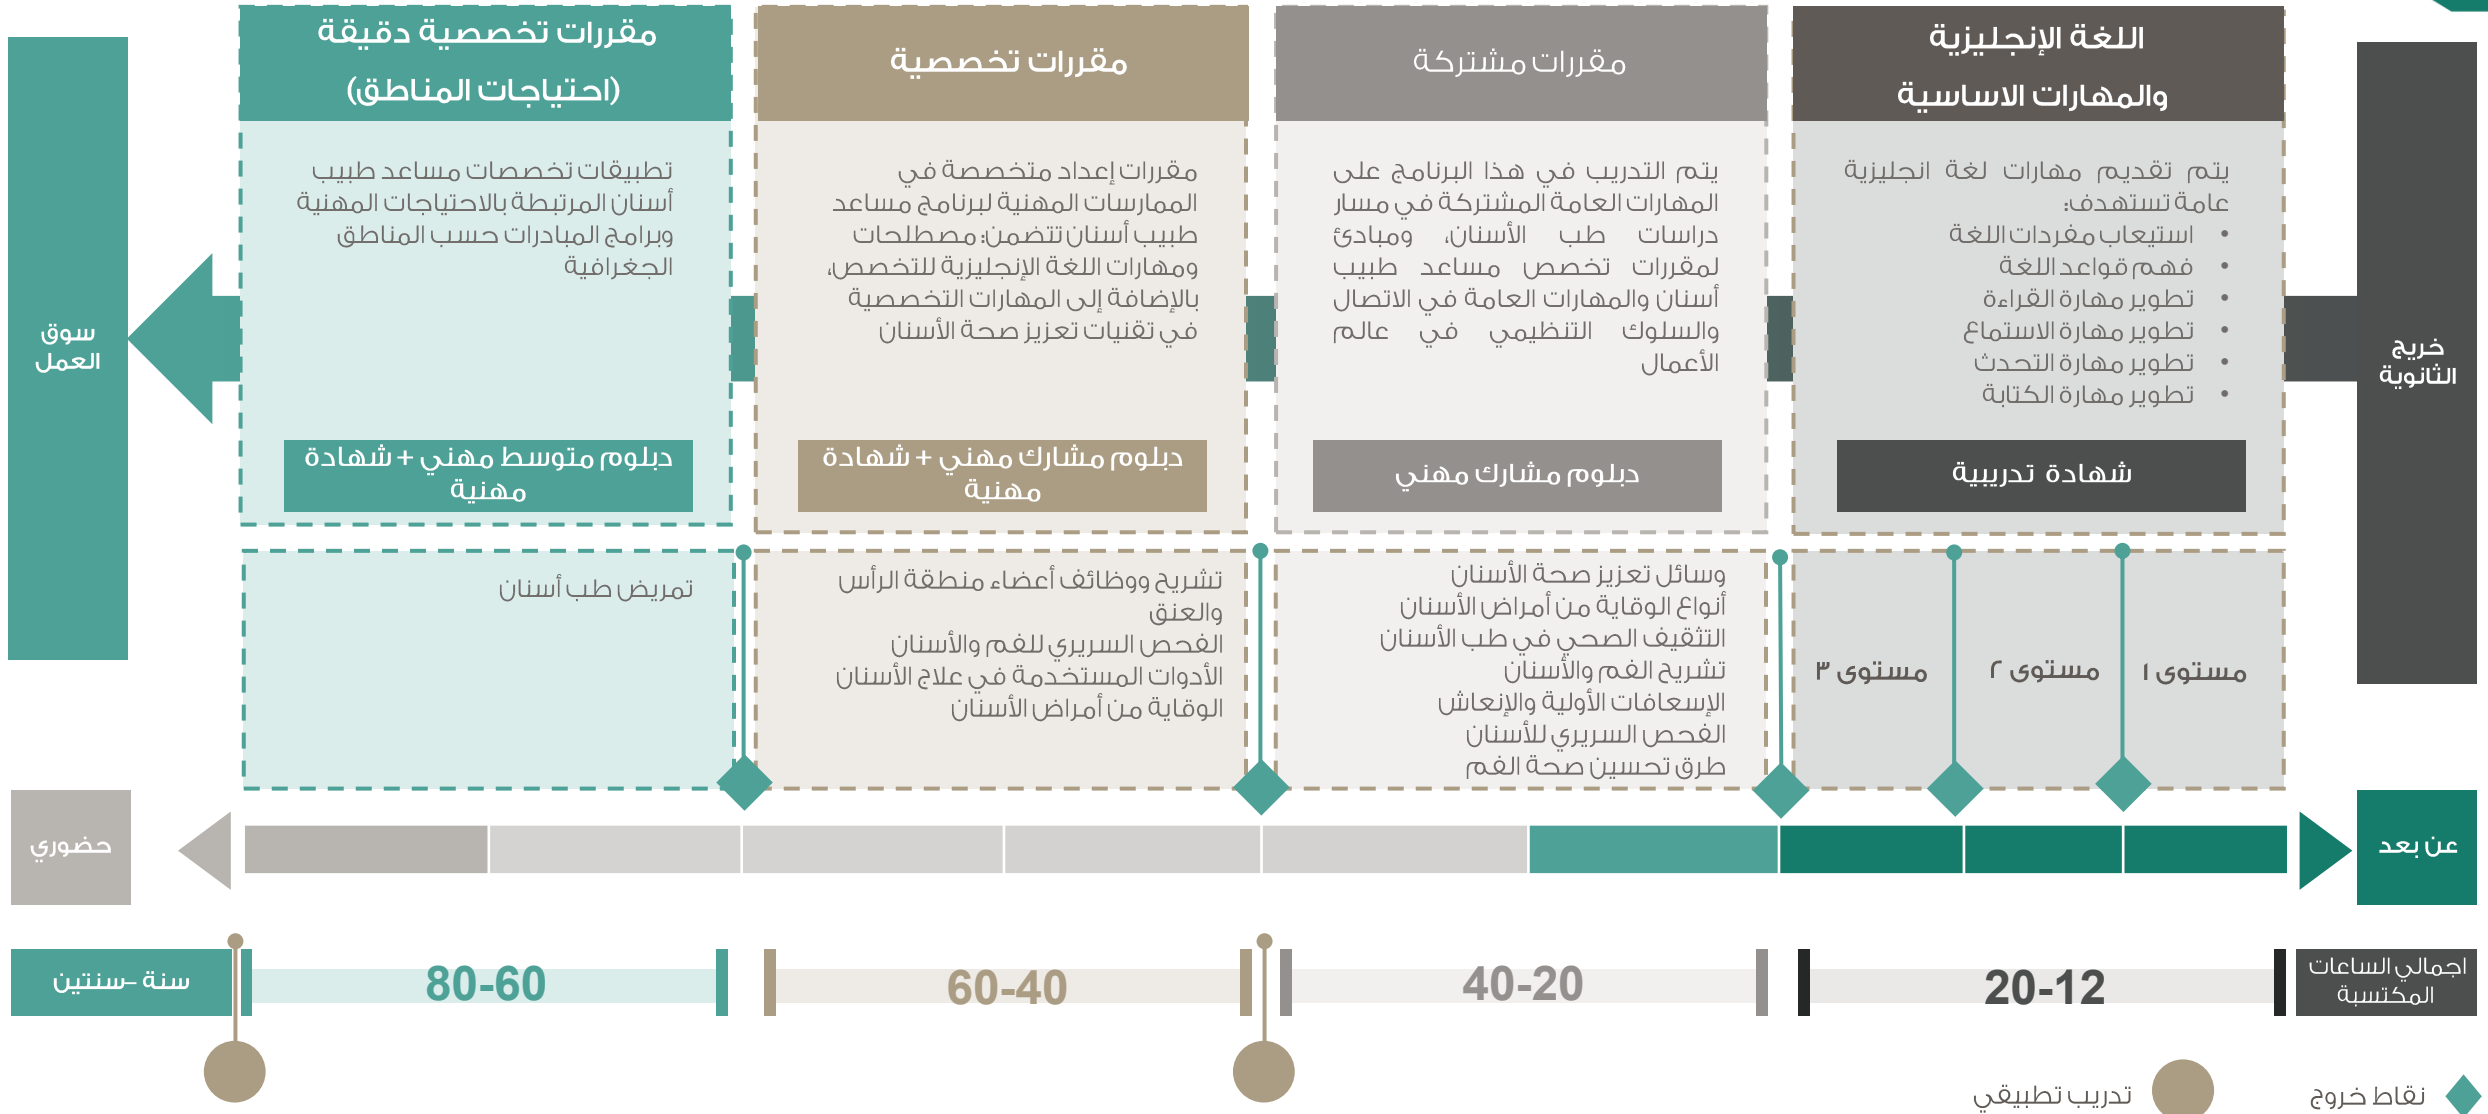 خريج
الثانوية
اللغة الإنجليزية
والمهارات الاساسية
يتم تقديم مهارات لغة انجليزية
عامة تستهدف:
• استيعاب مفردات اللغة
• فهم قواعد اللغة
• تطوير مهارة القراءة
• تطوير مهارة الاستماع
• تطوير مهارة التحدث
• تطوير مهارة الكتابة
شهادة تدريبية
مقررات مشتركة
يتم التدريب في هذا البرنامج على
المهارات العامة المشتركة في مسار
دراسات طب الأسنان، ومبادئ
لمقررات تخصص مساعد طبيب
أسنان والمهارات العامة في الاتصال
والسلوك التنظيمي في عالم
الأعمال
دبلوم مشارك مهني
مقررات تخصصية
مقررات إعداد متخصصة في
الممارسات المهنية لبرنامج مساعد
طبيب أسنان تتضمن: مصطلحات
ومهارات اللغة الإنجليزية للتخصص،
بالإضافة إلى المهارات التخصصية
في تقنيات تعزيز صحة الأسنان
دبلوم مشارك مهني + شهادة
مهنية
مقررات تخصصية دقيقة
(احتياجات المناطق)
تطبيقات تخصصات مساعد طبيب
أسنان المرتبطة بالاحتياجات المهنية
وبرامج المبادرات حسب المناطق
الجغرافية
دبلوم متوسط مهني + شهادة
مهنية
سوق
العمل
مستوى ١
مستوى ٢
مستوى ٣
وسائل تعزيز صحة الأسنان
أنواع الوقاية من أمراض الأسنان
التثقيف الصحي في طب الأسنان
تشريح الفم والأسنان
الإسعافات الأولية والإنعاش
الفحص السريري للأسنان
طرق تحسين صحة الفم
تشريح ووظائف أعضاء منطقة الرأس
والعنق
الفحص السريري للفم والأسنان
الأدوات المستخدمة في علاج الأسنان
الوقاية من أمراض الأسنان
تمريض طب أسنان
عن بعد
حضوري
اجمالي الساعات
المكتسبة
20-12
40-20
60-40
80-60
سنة –سنتين
نقاط خروج
تدريب تطبيقي